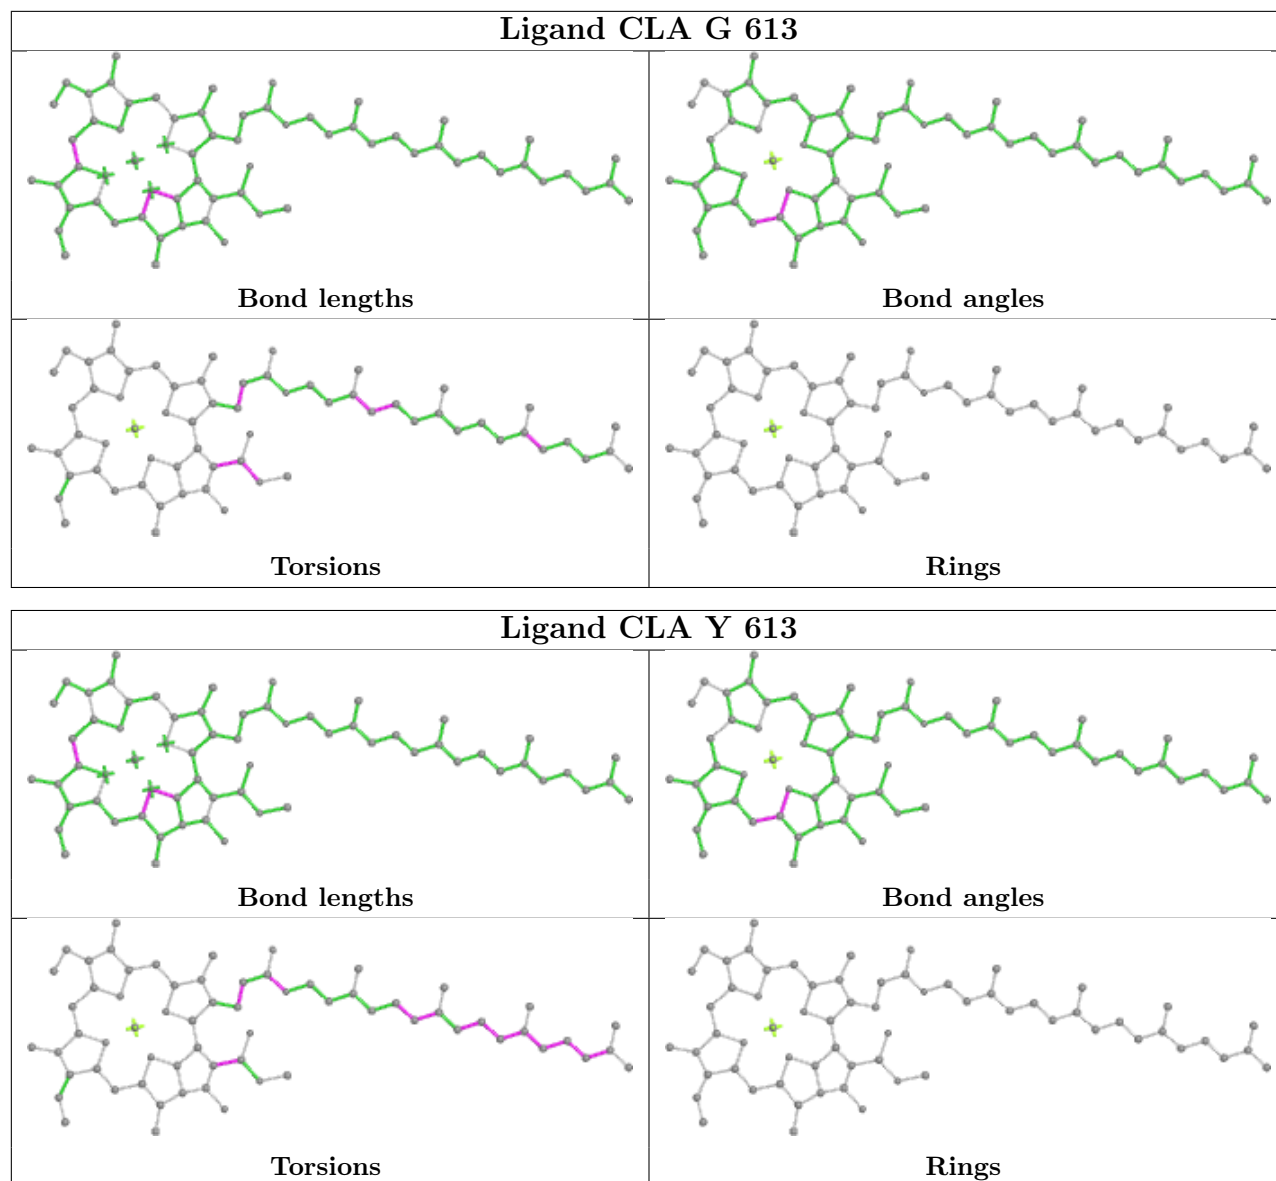 Ligand CLA G 613
Bond lengths
Bond angles
Torsions
Rings
Ligand CLA Y 613
Bond lengths
Bond angles
Torsions
Rings